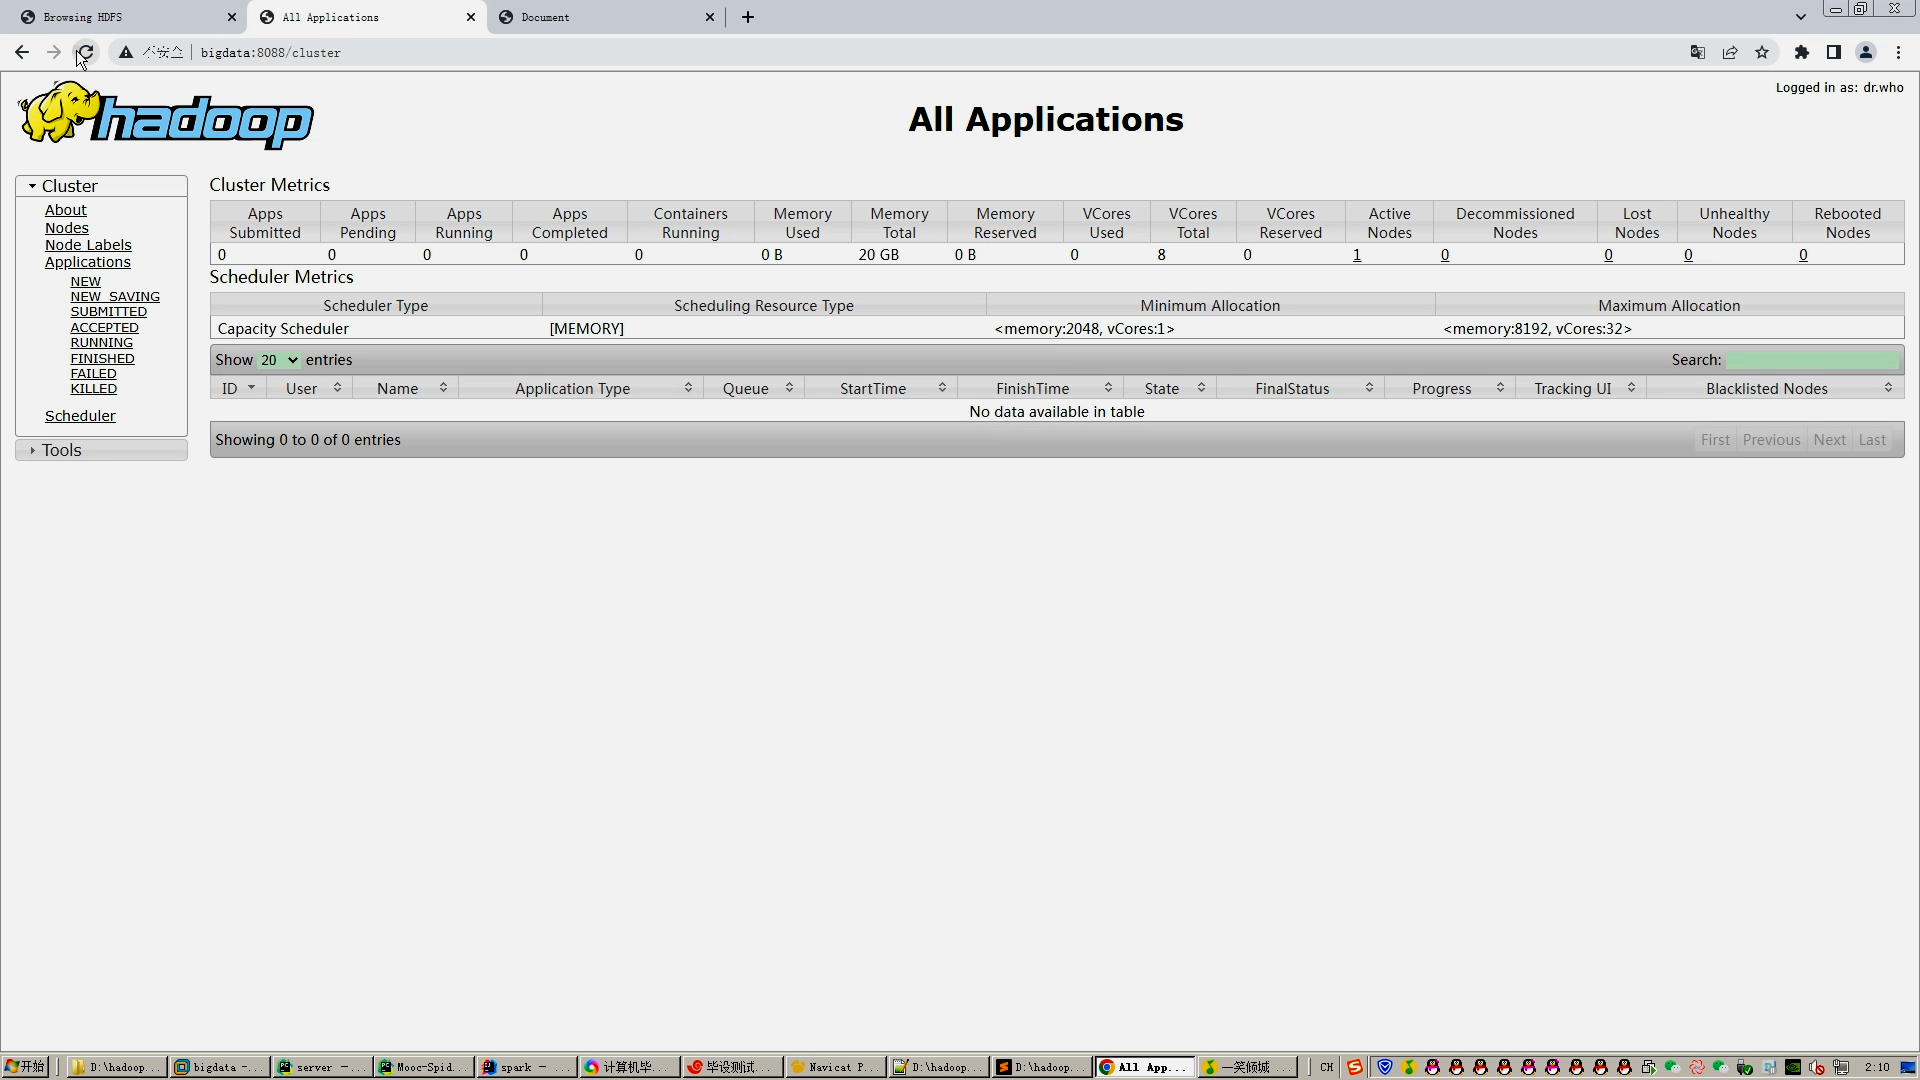 Browsing HDFS
All Applications
Document
不安全
bigdata:8088/cluster
hadoop
All Applications
Logged in as: dr.who
Cluster
About
Nodes
Node Labels
Applications
NEW
NEW_SAVING
SUBMITTED
ACCEPTED
RUNNING
FINISHED
FAILED
KILLED
Scheduler
Tools
Cluster Metrics
Apps Submitted Apps Pending Apps Running Apps Completed Containers Running Memory Used Memory Total Memory Reserved VCores Used VCores Total VCores Reserved Active Nodes Decommissioned Nodes Lost Nodes Unhealthy Nodes Rebooted Nodes
0 0 0 0 0 0 B 20 GB 0 B 0 8 0 1 0 0 0 0
Scheduler Metrics
Scheduler Type Scheduling Resource Type Minimum Allocation Maximum Allocation
Capacity Scheduler [MEMORY] <memory:2048, vCores:1> <memory:8192, vCores:32>
Show 20 entries Search:
ID User Name Application Type Queue StartTime FinishTime State FinalStatus Progress Tracking UI Blacklisted Nodes
No data available in table
Showing 0 to 0 of 0 entries First Previous Next Last
开始 D:\hadoop... bigdata -... server -... Mooc-Spid... spark - ... 计算机毕... 毕设测试... Navicat P... D:\hadoop... D:\hadoop... All App... 一笑倾城 ... CH 2:10